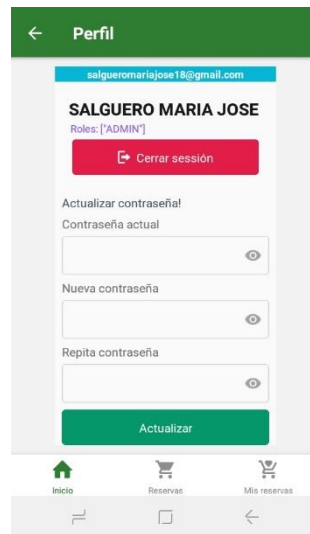 Perfil
salgueromariajose18@gmail.com
SALGUERO MARIA JOSE
Roles: ["ADMIN"]
Cerrar sessión
Actualizar contraseña!
Contraseña actual
Nueva contraseña
Repita contraseña
Actualizar
Inicio Reservas Mis reservas